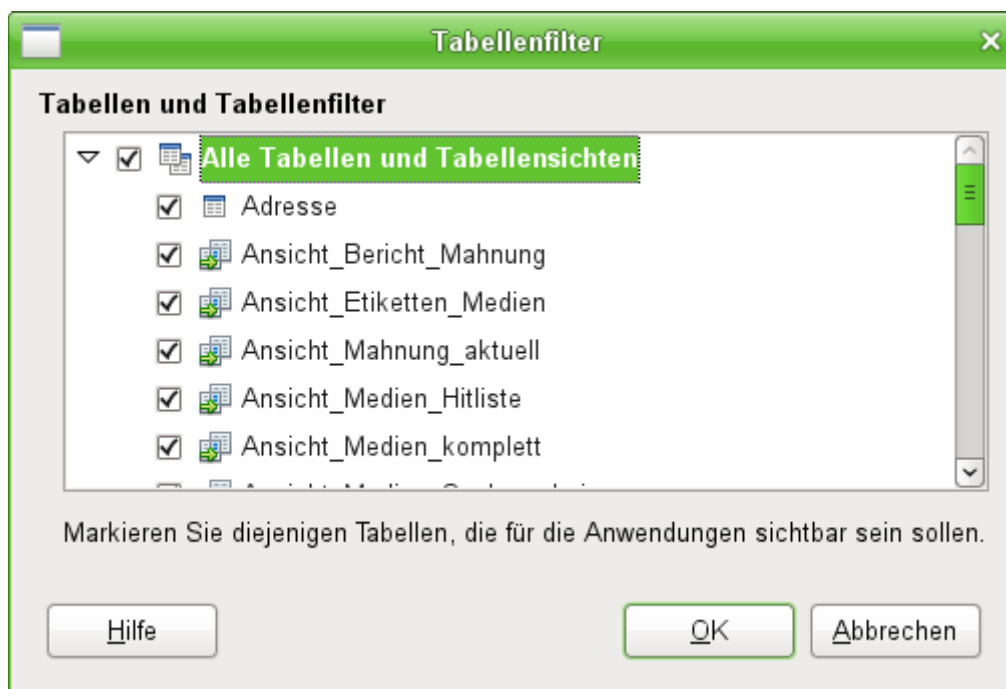 Tabellenfilter
Tabellen und Tabellenfilter
Alle Tabellen und Tabellensichten
Adresse
Ansicht_Bericht_Mahnung
Ansicht_Etiketten_Medien
Ansicht_Mahnung_aktuell
Ansicht_Medien_Hitliste
Ansicht_Medien_komplett
Markieren Sie diejenigen Tabellen, die für die Anwendungen sichtbar sein sollen.
Hilfe
OK
Abbrechen